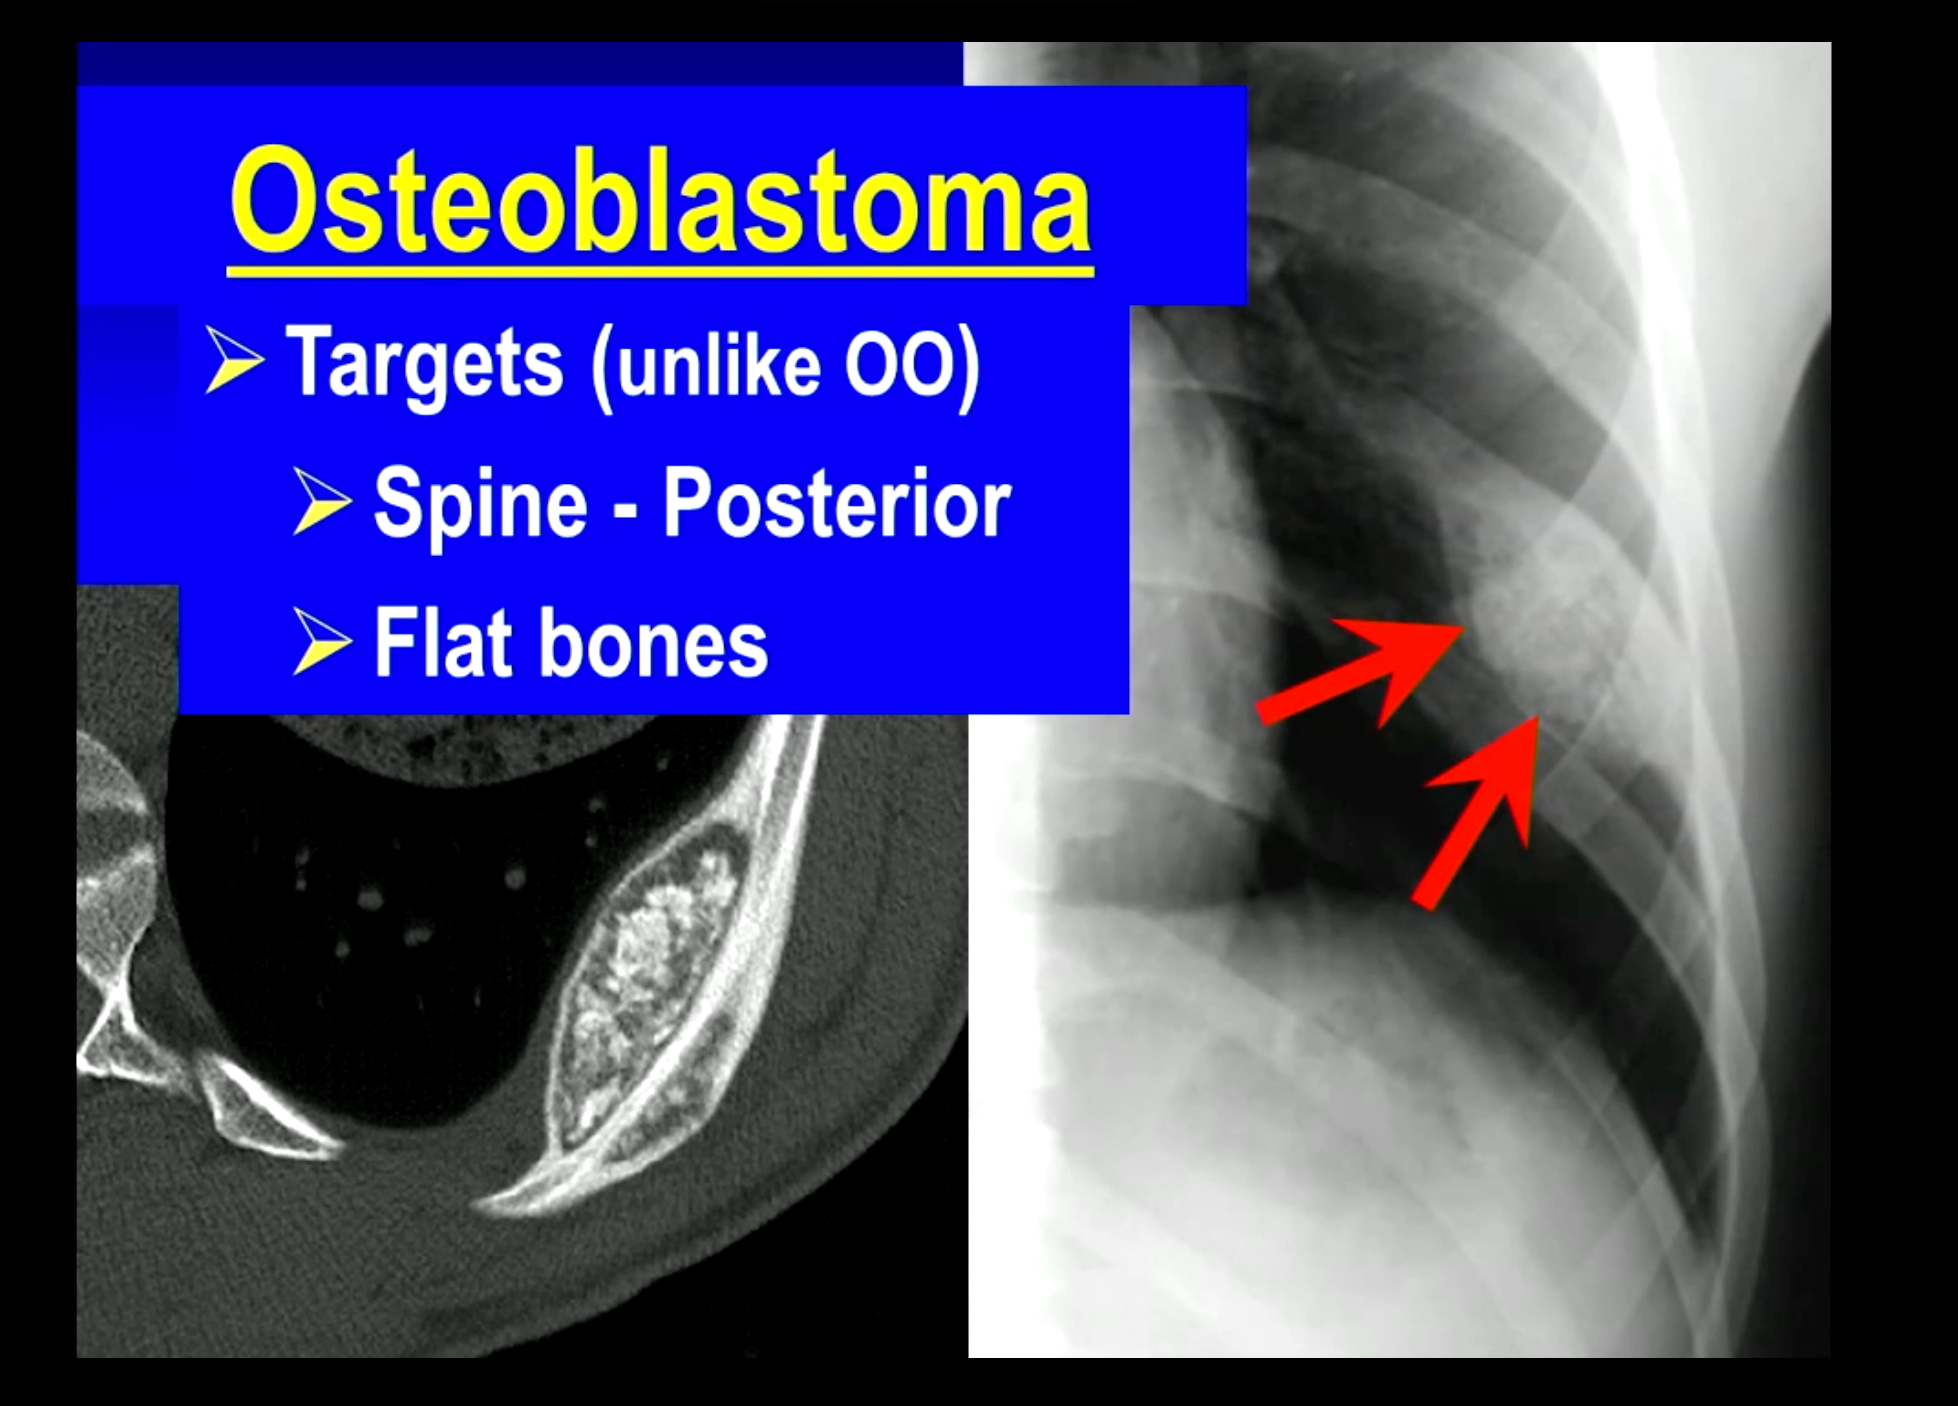 Osteoblastoma
Targets (unlike OO)
Spine - Posterior
Flat bones